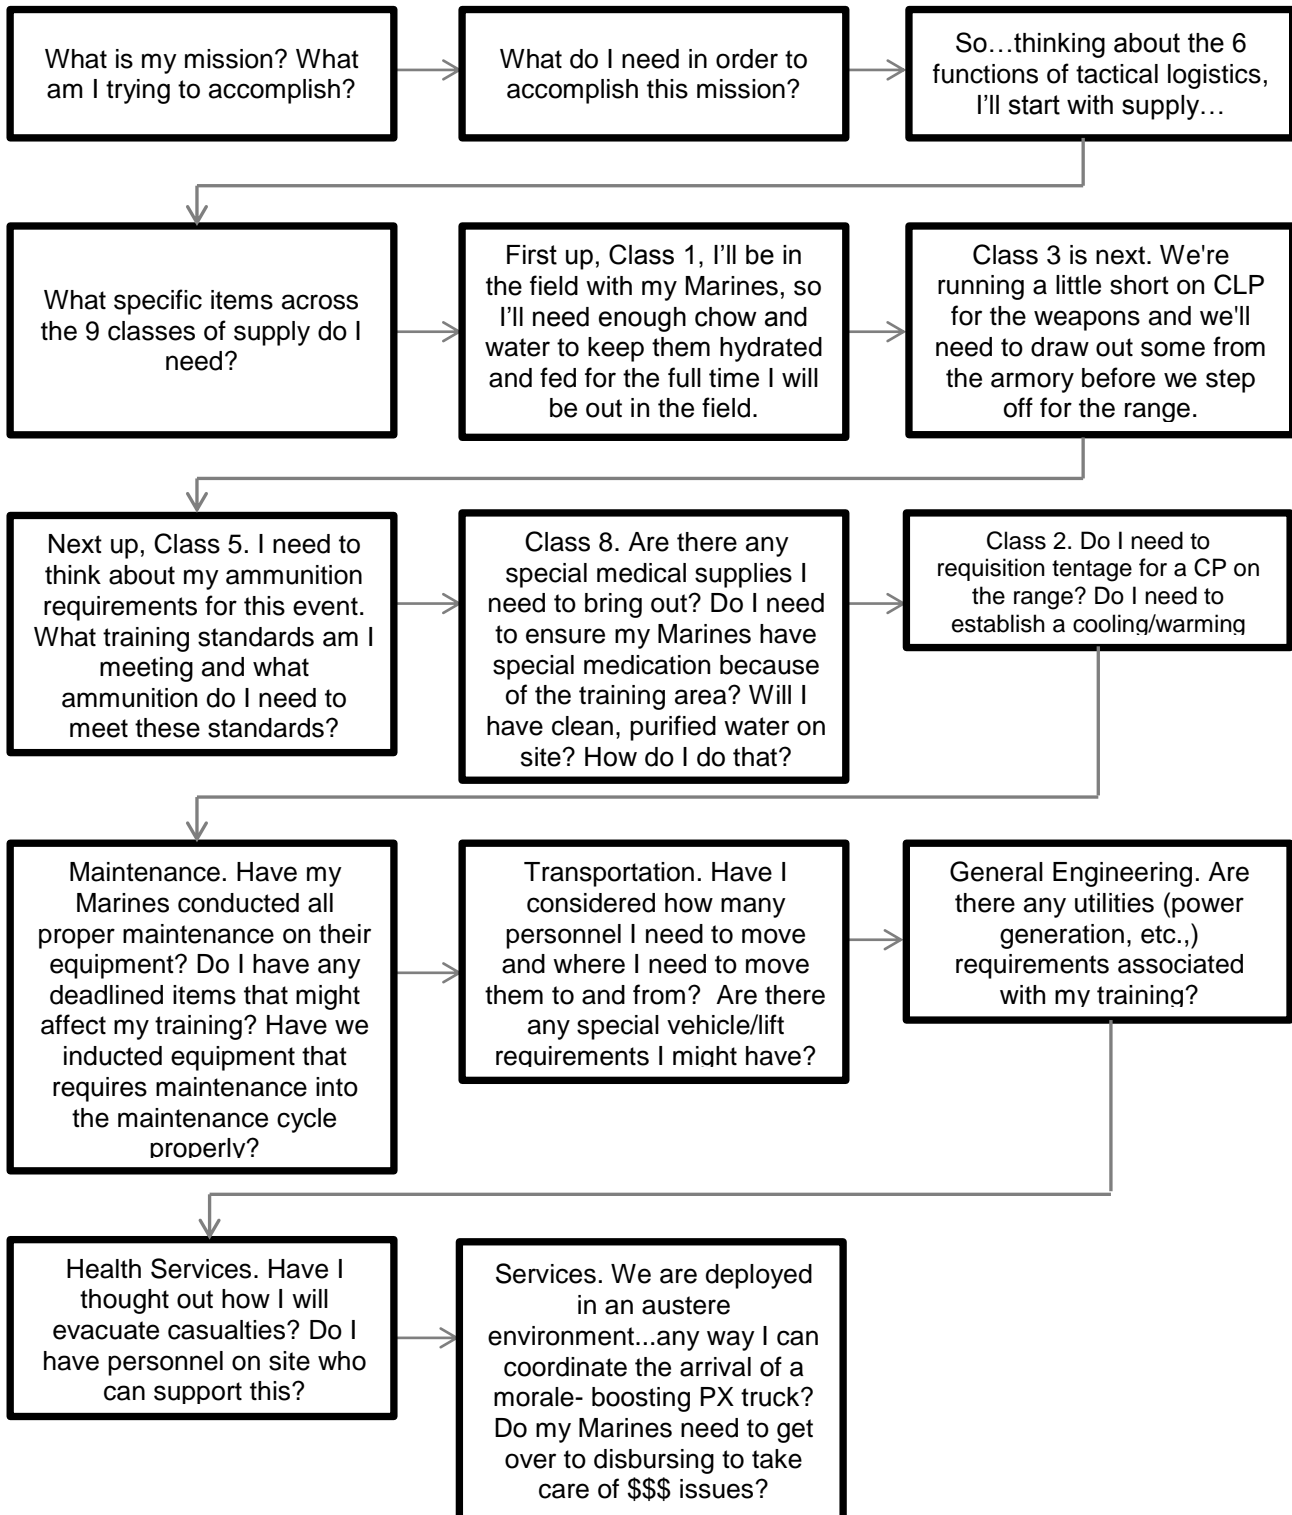 What is my mission? What
am I trying to accomplish?
What do I need in order to
accomplish this mission?
So…thinking about the 6
functions of tactical logistics,
I’ll start with supply…
What specific items across
the 9 classes of supply do I
need?
First up, Class 1, I’ll be in
the field with my Marines, so
I’ll need enough chow and
water to keep them hydrated
and fed for the full time I will
be out in the field.
Class 3 is next. We're
running a little short on CLP
for the weapons and we'll
need to draw out some from
the armory before we step
off for the range.
Next up, Class 5. I need to
think about my ammunition
requirements for this event.
What training standards am I
meeting and what
ammunition do I need to
meet these standards?
Class 8. Are there any
special medical supplies I
need to bring out? Do I need
to ensure my Marines have
special medication because
of the training area? Will I
have clean, purified water on
site? How do I do that?
Class 2. Do I need to
requisition tentage for a CP on
the range? Do I need to
establish a cooling/warming
Maintenance. Have my
Marines conducted all
proper maintenance on their
equipment? Do I have any
deadlined items that might
affect my training? Have we
inducted equipment that
requires maintenance into
the maintenance cycle
properly?
Transportation. Have I
considered how many
personnel I need to move
and where I need to move
them to and from? Are there
any special vehicle/lift
requirements I might have?
General Engineering. Are
there any utilities (power
generation, etc.,)
requirements associated
with my training?
Health Services. Have I
thought out how I will
evacuate casualties? Do I
have personnel on site who
can support this?
Services. We are deployed
in an austere
environment...any way I can
coordinate the arrival of a
morale- boosting PX truck?
Do my Marines need to get
over to disbursing to take
care of $$$ issues?